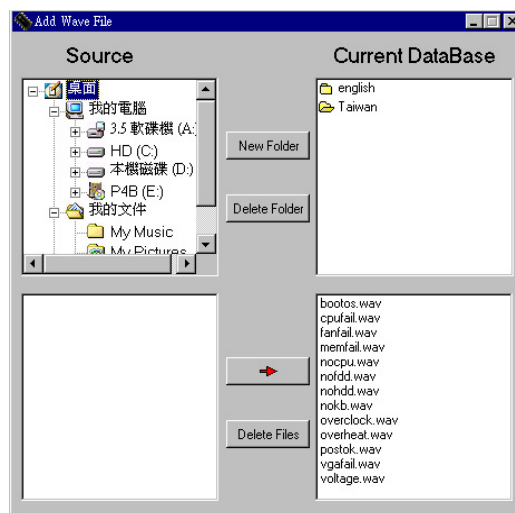 Add Wave File
Source
Current DataBase
桌面
我的電腦
3.5 軟碟機 (A:
HD (C:)
本機磁碟 (D:)
P4B (E:)
我的文件
My Music
My Pictures
New Folder
Delete Folder
english
Taiwan
Delete Files
bootos.wav
cpufail.wav
fanfail.wav
memfail.wav
nocpu.wav
nofdd.wav
nohdd.wav
nokb.wav
overclock.wav
overheat.wav
postok.wav
vgafail.wav
voltage.wav